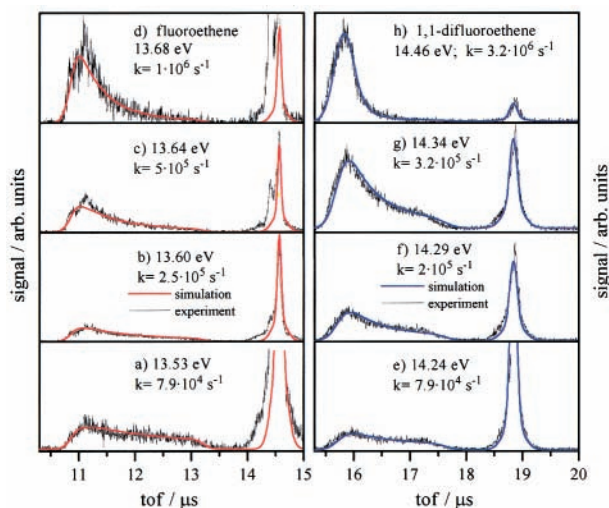 signal / arb. units
d) fluoroethene
13.68 eV
k= 1·10⁶ s⁻¹
c) 13.64 eV
k= 5·10⁵ s⁻¹
b) 13.60 eV
k= 2.5·10⁵ s⁻¹
simulation
experiment
a) 13.53 eV
k= 7.9·10⁴ s⁻¹
11 12 13 14 15
tof / μs
h) 1,1-difluoroethene
14.46 eV; k= 3.2·10⁶ s⁻¹
g) 14.34 eV
k= 3.2·10⁵ s⁻¹
f) 14.29 eV
k= 2·10⁵ s⁻¹
simulation
experiment
e) 14.24 eV
k= 7.9·10⁴ s⁻¹
16 17 18 19 20
tof / μs
signal / arb. units